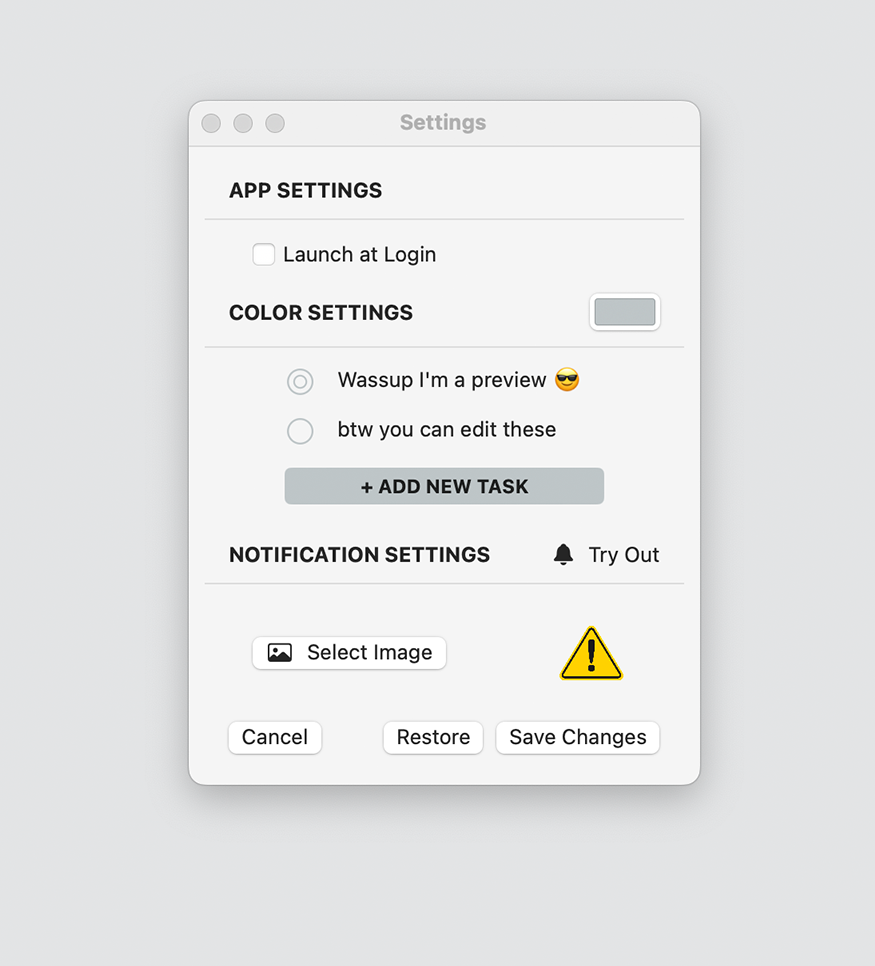 Settings
APP SETTINGS
Launch at Login
COLOR SETTINGS
Wassup I'm a preview 😎
btw you can edit these
+ ADD NEW TASK
NOTIFICATION SETTINGS Try Out
Select Image
Cancel Restore Save Changes